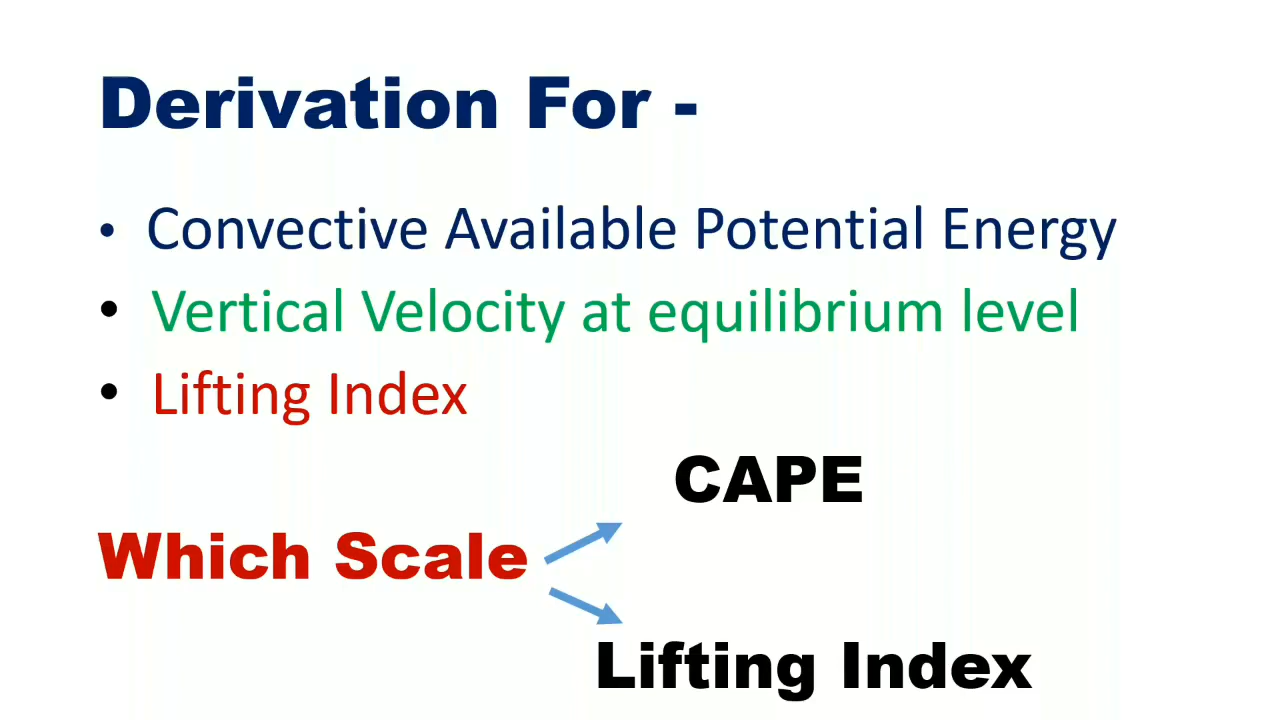 Derivation For -
• Convective Available Potential Energy
• Vertical Velocity at equilibrium level
• Lifting Index
CAPE
Which Scale
Lifting Index